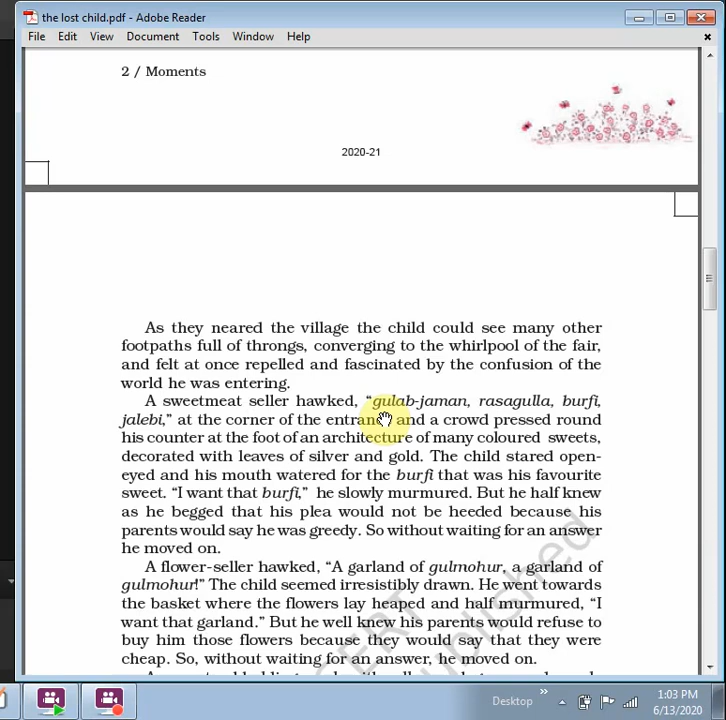 the lost child.pdf - Adobe Reader
File Edit View Document Tools Window Help
2 / Moments
2020-21
As they neared the village the child could see many other
footpaths full of throngs, converging to the whirlpool of the fair,
and felt at once repelled and fascinated by the confusion of the
world he was entering.
A sweetmeat seller hawked, “gulab-jaman, rasagulla, burfi,
jalebi,” at the corner of the entrance and a crowd pressed round
his counter at the foot of an architecture of many coloured sweets,
decorated with leaves of silver and gold. The child stared open-
eyed and his mouth watered for the burfi that was his favourite
sweet. “I want that burfi,” he slowly murmured. But he half knew
as he begged that his plea would not be heeded because his
parents would say he was greedy. So without waiting for an answer
he moved on.
A flower-seller hawked, “A garland of gulmohur, a garland of
gulmohur!” The child seemed irresistibly drawn. He went towards
the basket where the flowers lay heaped and half murmured, “I
want that garland.” But he well knew his parents would refuse to
buy him those flowers because they would say that they were
cheap. So, without waiting for an answer, he moved on.
Desktop
1:03 PM
6/13/2020